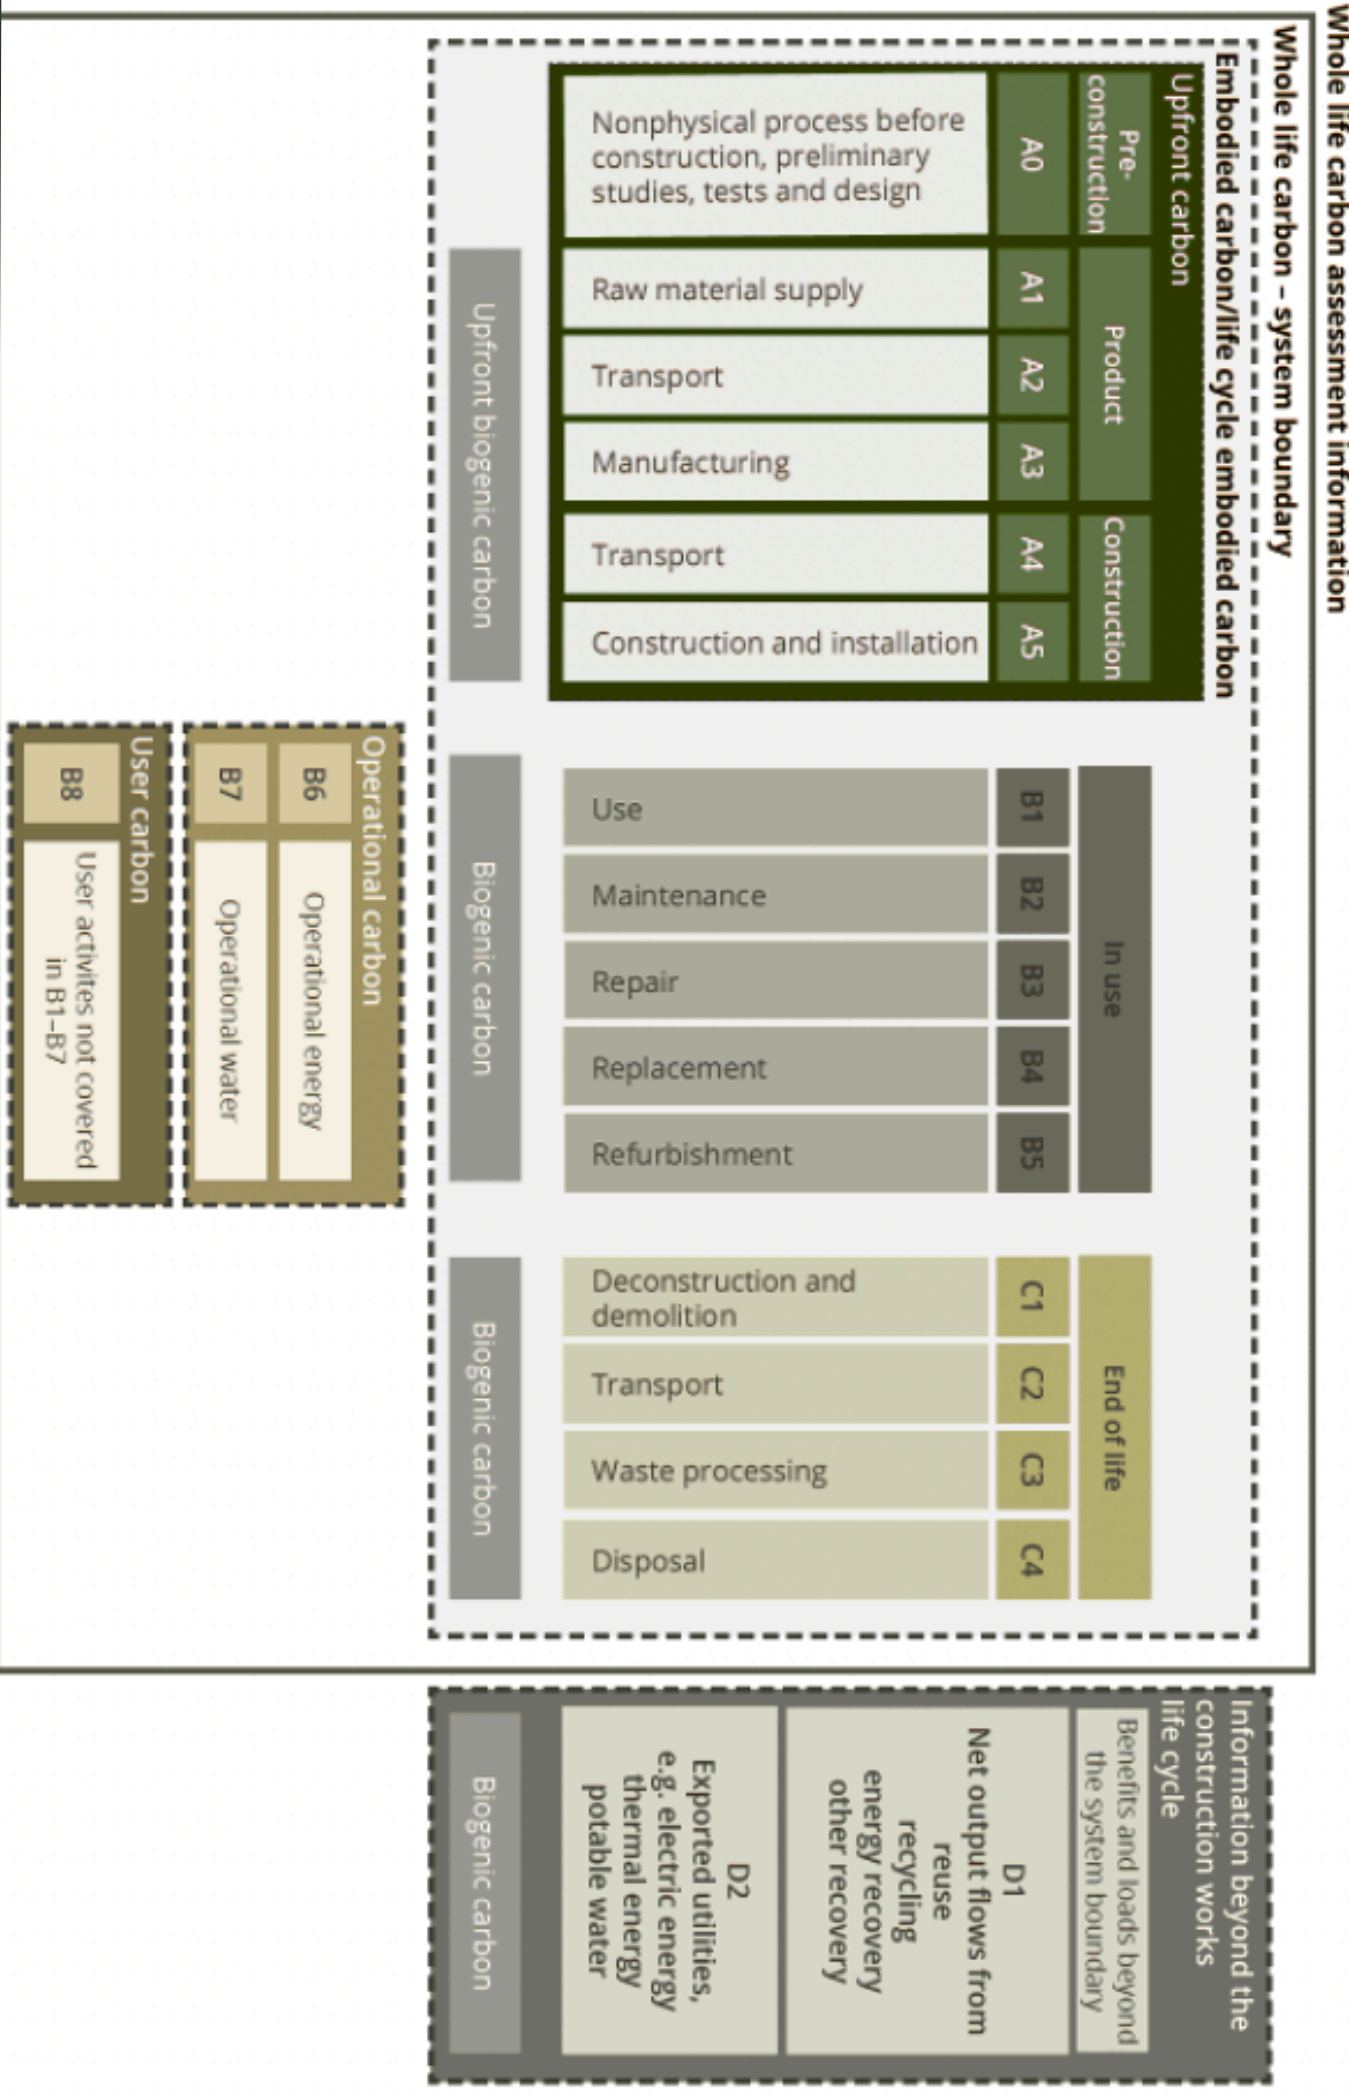 Whole life carbon assessment information
Whole life carbon – system boundary
Embodied carbon/life cycle embodied carbon
Upfront carbon
Pre-
construction
Product
Construction
A0
A1
A2
A3
A4
A5
Nonphysical process before
construction, preliminary
studies, tests and design
Raw material supply
Transport
Manufacturing
Transport
Construction and installation
Upfront biogenic carbon
In use
B1
B2
B3
B4
B5
Use
Maintenance
Repair
Replacement
Refurbishment
Biogenic carbon
End of life
C1
C2
C3
C4
Deconstruction and
demolition
Transport
Waste processing
Disposal
Biogenic carbon
Operational carbon
B6
Operational energy
B7
Operational water
User carbon
B8
User activites not covered
in B1–B7
Information beyond the
construction works
life cycle
Benefits and loads beyond
the system boundary
D1
Net output flows from
reuse
recycling
energy recovery
other recovery
D2
Exported utilities,
e.g. electric energy
thermal energy
potable water
Biogenic carbon